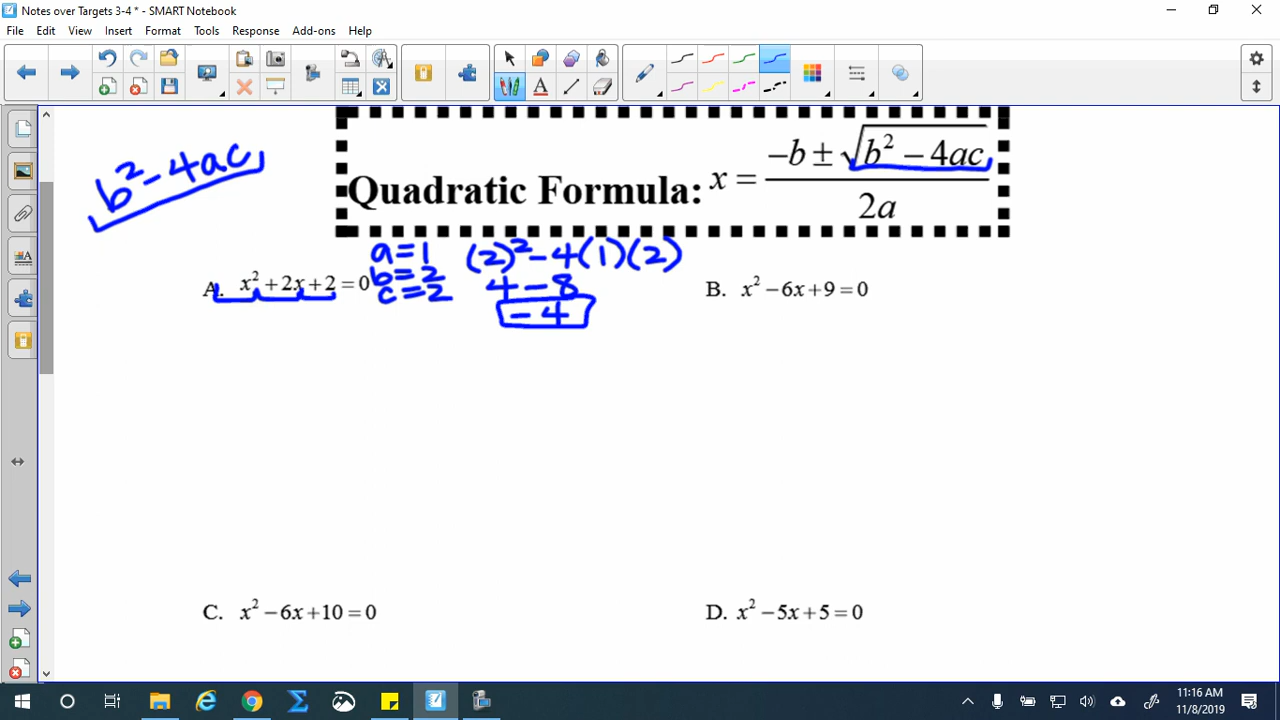 Notes over Targets 3-4 * - SMART Notebook
File Edit View Insert Format Tools Response Add-ons Help
b² - 4ac
Quadratic Formula: x = (-b ± √(b² - 4ac)) / 2a
A. x² + 2x + 2 = 0
a = 1
b = 2
c = 2
(2)² - 4(1)(2)
4 - 8
- 4
B. x² - 6x + 9 = 0
C. x² - 6x + 10 = 0
D. x² - 5x + 5 = 0
11:16 AM
11/8/2019